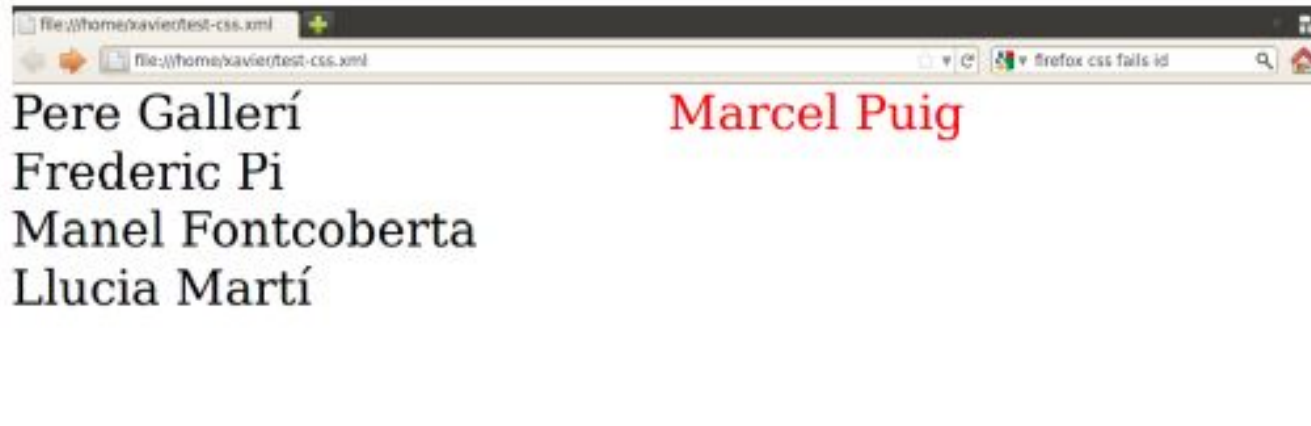 file:///home/xavier/test-css.xml
file:///home/xavier/test-css.xml firefox css fails id
Pere Gallerí Marcel Puig
Frederic Pi
Manel Fontcoberta
Llucia Martí